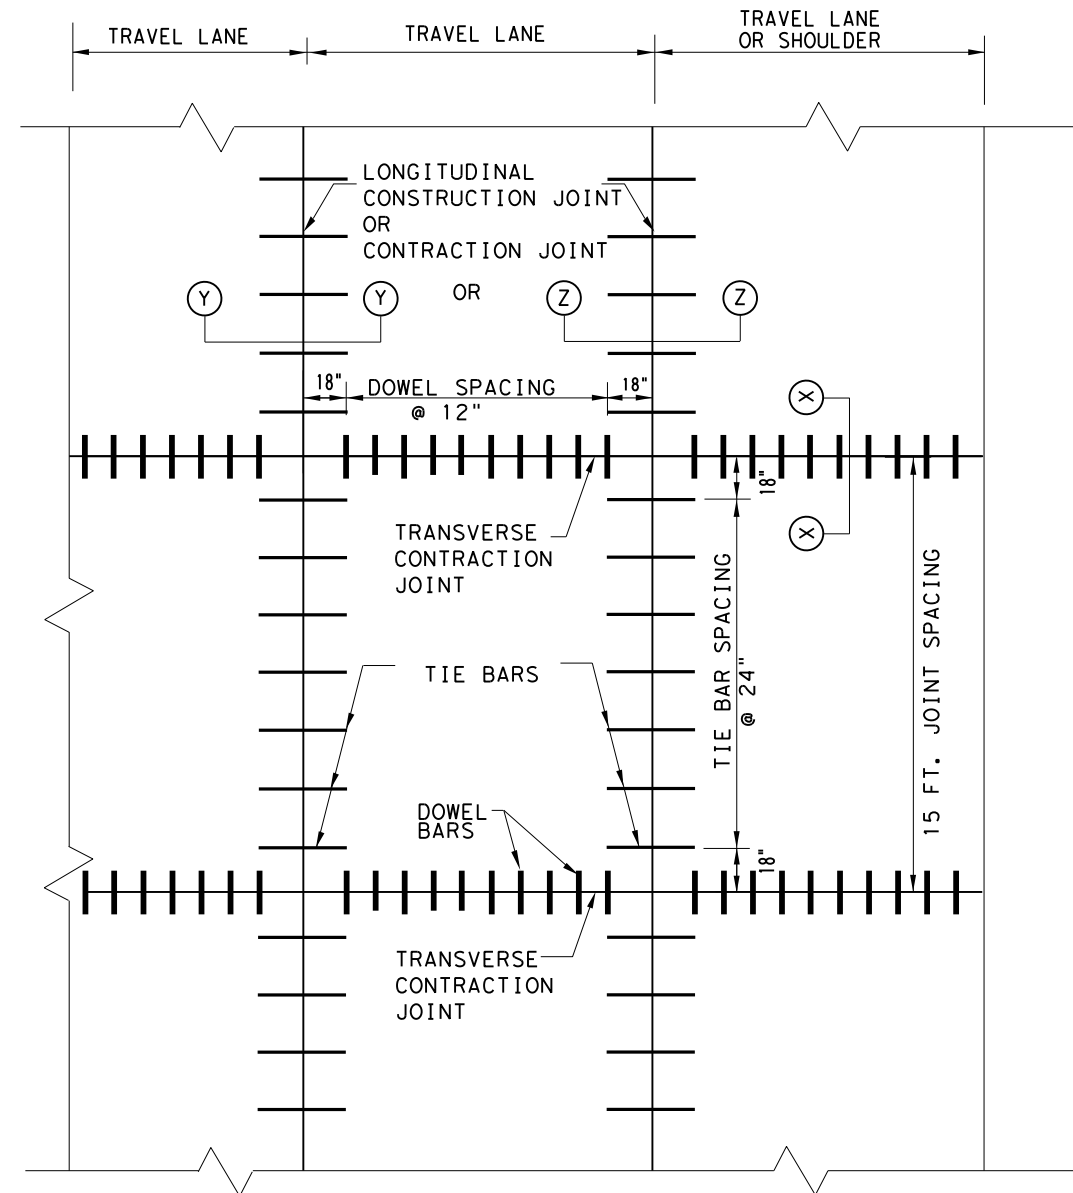 TRAVEL LANE
TRAVEL LANE
TRAVEL LANE
OR SHOULDER
LONGITUDINAL
CONSTRUCTION JOINT
OR
CONTRACTION JOINT
OR
Y
Y
Z
Z
18"
DOWEL SPACING
@ 12"
18"
X
X
18"
TRANSVERSE
CONTRACTION
JOINT
TIE BAR SPACING
@ 24"
15 FT. JOINT SPACING
TIE BARS
DOWEL
BARS
18"
TRANSVERSE
CONTRACTION
JOINT